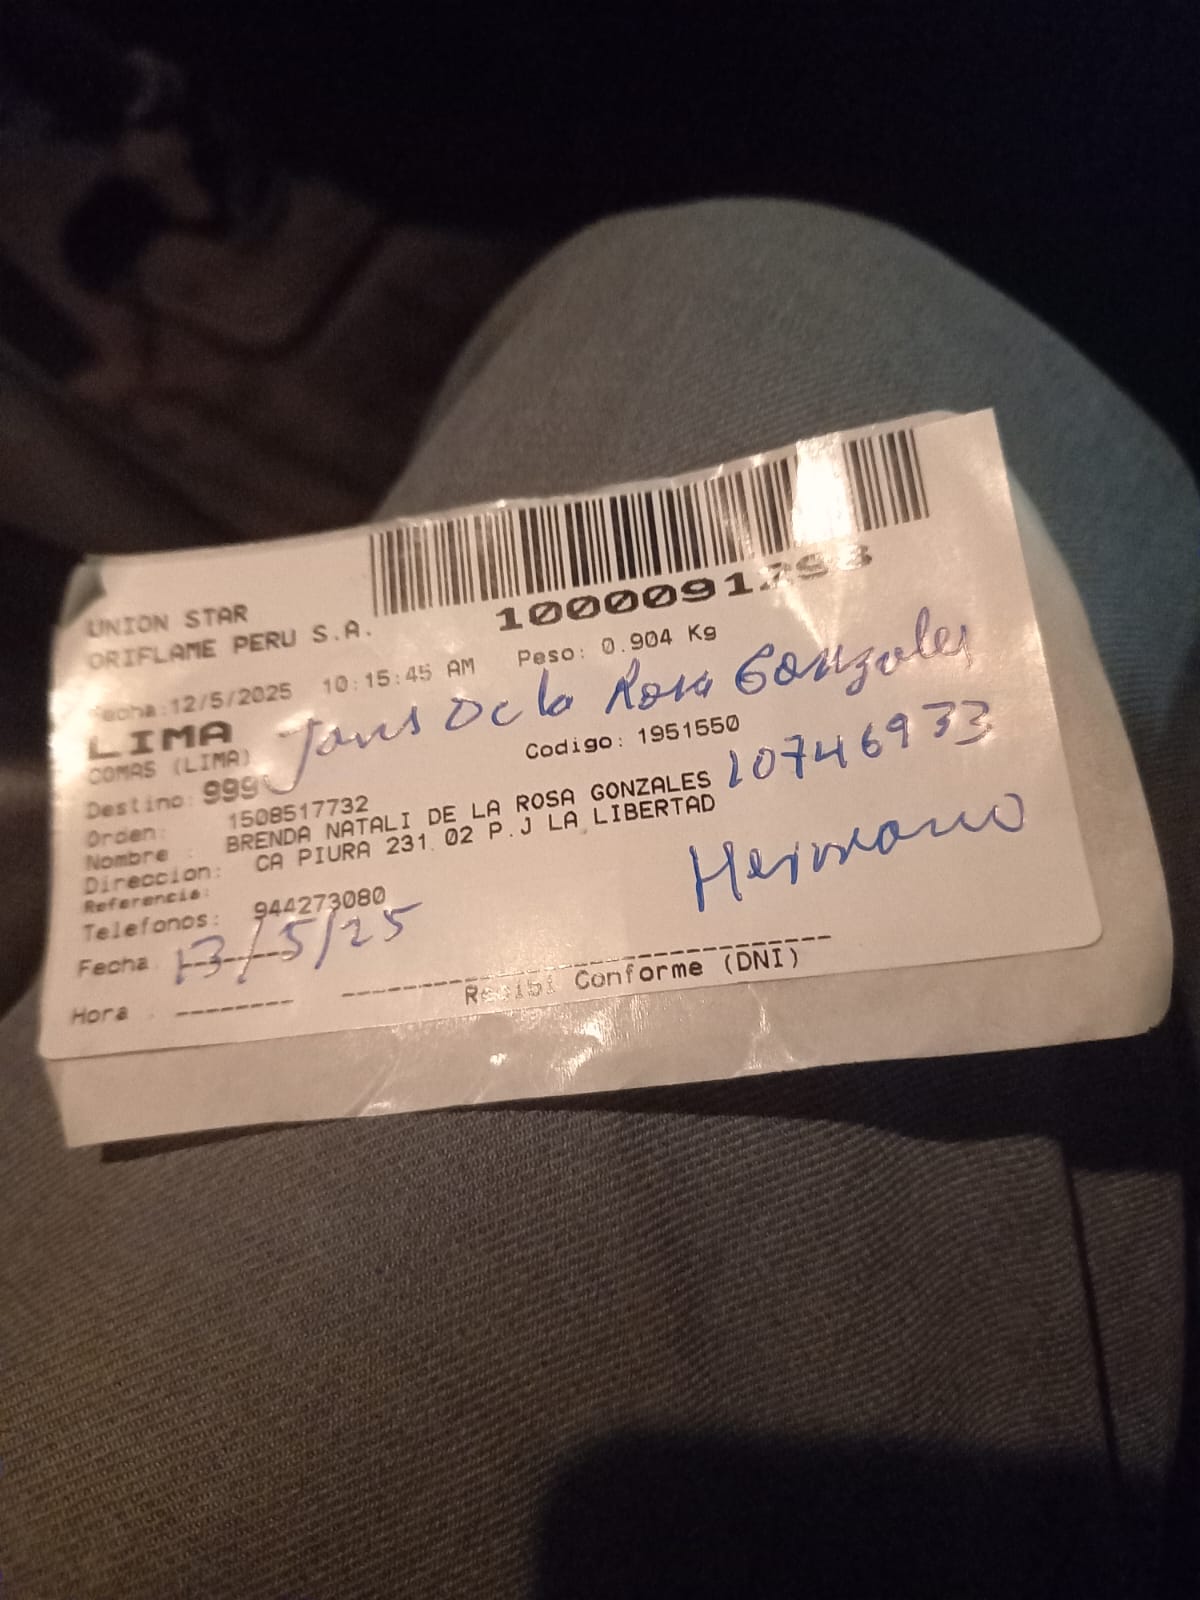 UNION STAR
ORIFLAME PERU S.A.
Fecha:12/5/2025 10:15:45 AM Peso: 0.904 Kg
LIMA De la Rosa Gonzales
COMAS (LIMA) Codigo: 1951550
Destino: 999
Orden: 1508517732 10746933
Nombre : BRENDA NATALI DE LA ROSA GONZALES
Direccion: CA PIURA 231 02 P.J LA LIBERTAD
Referencia: Hermano
Telefonos: 944273080
Fecha 13/5/25
Hora
Recibi Conforme (DNI)